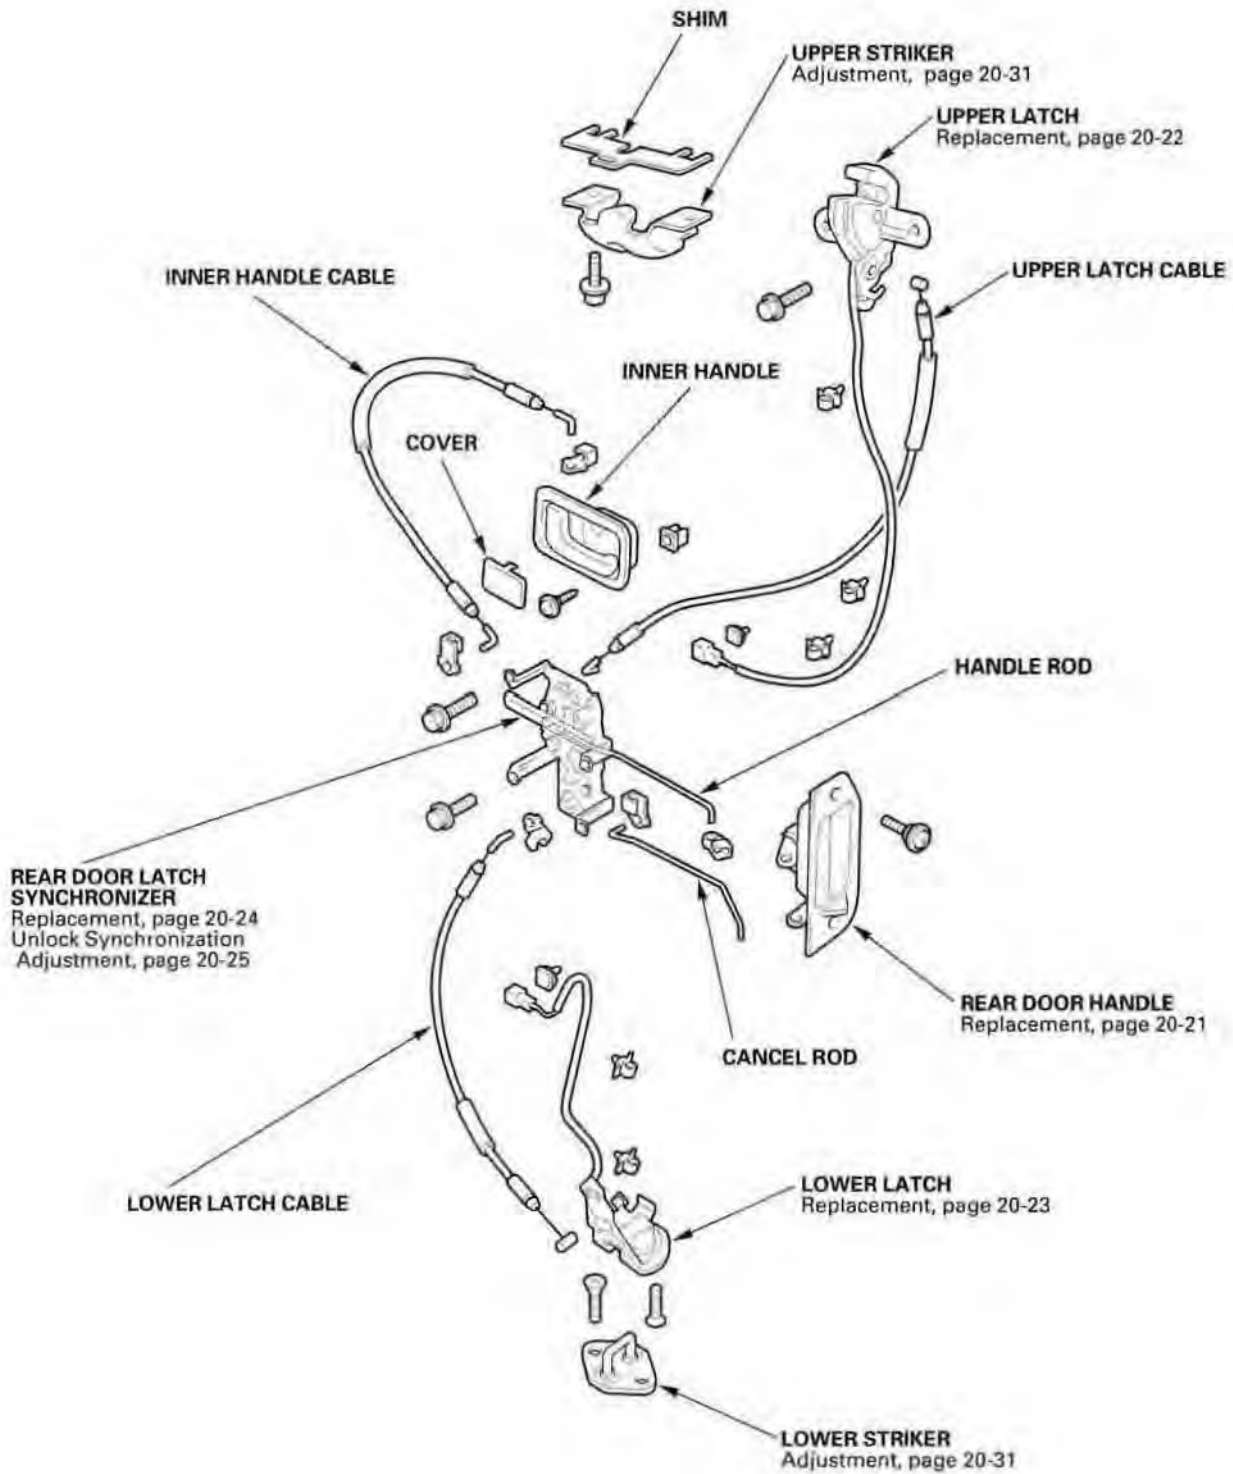 SHIM
UPPER STRIKER
Adjustment, page 20-31
UPPER LATCH
Replacement, page 20-22
INNER HANDLE CABLE
UPPER LATCH CABLE
INNER HANDLE
COVER
HANDLE ROD
REAR DOOR LATCH
SYNCHRONIZER
Replacement, page 20-24
Unlock Synchronization
Adjustment, page 20-25
REAR DOOR HANDLE
Replacement, page 20-21
CANCEL ROD
LOWER LATCH CABLE
LOWER LATCH
Replacement, page 20-23
LOWER STRIKER
Adjustment, page 20-31